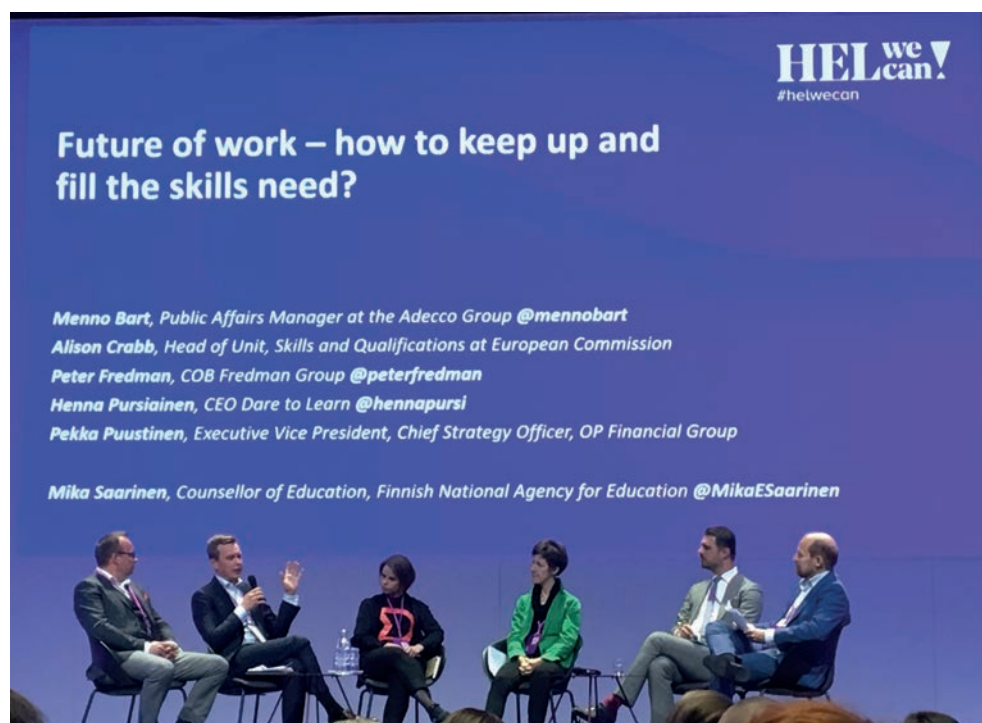 HEL we can!
#helwecan
Future of work – how to keep up and
fill the skills need?
Menno Bart, Public Affairs Manager at the Adecco Group @mennobart
Alison Crabb, Head of Unit, Skills and Qualifications at European Commission
Peter Fredman, COB Fredman Group @peterfredman
Henna Pursiainen, CEO Dare to Learn @hennapursi
Pekka Puustinen, Executive Vice President, Chief Strategy Officer, OP Financial Group
Mika Saarinen, Counsellor of Education, Finnish National Agency for Education @MikaESaarinen